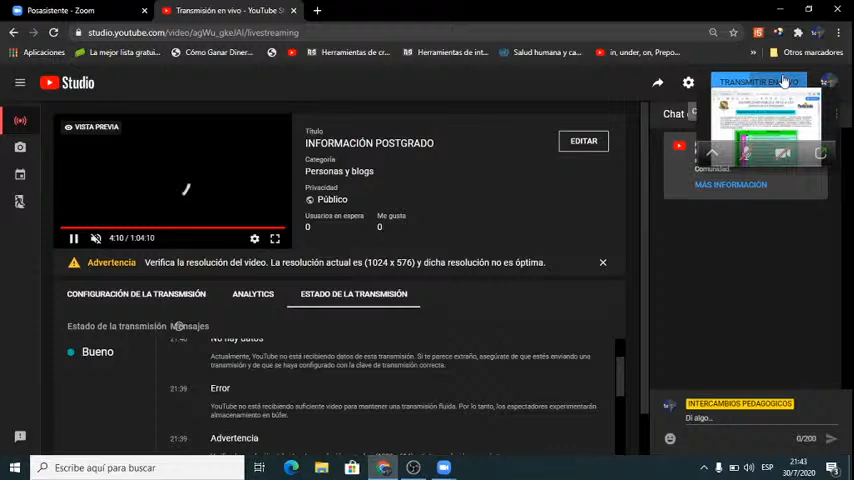 Posasistente - Zoom
Transmisión en vivo - YouTube St
studio.youtube.com/video/agWu_gkeJAI/livestreaming
Aplicaciones
La mejor lista gratui...
Cómo Ganar Diner...
Herramientas de cr...
Herramientas de int...
Salud humana y ca...
in, under, on, Prepo...
»
Otros marcadores
Studio
TRANSMITIR EN VIVO
VISTA PREVIA
Título
INFORMACIÓN POSTGRADO
EDITAR
Chat
Categoría
Personas y blogs
Privacidad
Público
Comunidad.
MÁS INFORMACIÓN
Usuarios en espera
Me gusta
0
0
4:10 / 1:04:10
Advertencia
Verifica la resolución del video. La resolución actual es (1024 x 576) y dicha resolución no es óptima.
CONFIGURACIÓN DE LA TRANSMISIÓN
ANALYTICS
ESTADO DE LA TRANSMISIÓN
Estado de la transmisión
Mensajes
Bueno
21:40
No hay datos
Actualmente, YouTube no está recibiendo datos de esta transmisión. Si te parece extraño, asegúrate de que estés enviando una
transmisión y de que se haya configurado con la clave de transmisión correcta.
21:39
Error
YouTube no está recibiendo suficiente video para mantener una transmisión fluida. Por lo tanto, los espectadores experimentarán
almacenamiento en búfer.
21:39
Advertencia
INTERCAMBIOS PEDAGOGICOS
Di algo...
0/200
Escribe aquí para buscar
ESP
21:43
30/7/2020
3